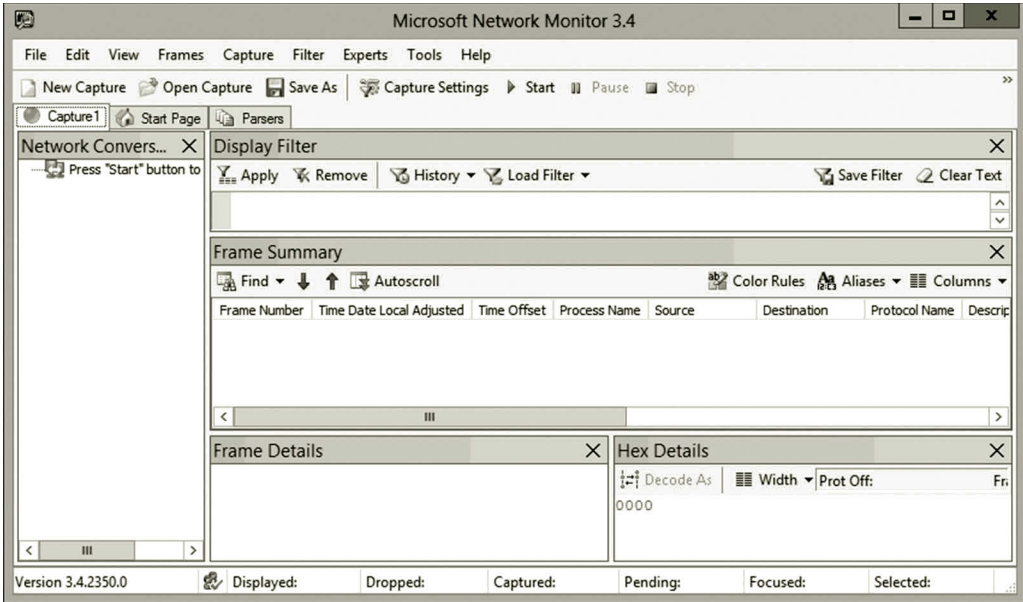 Microsoft Network Monitor 3.4
File Edit View Frames Capture Filter Experts Tools Help
New Capture Open Capture Save As Capture Settings Start Pause Stop »
Capture1 Start Page Parsers
Network Convers...
Press "Start" button to
Display Filter
Apply Remove History Load Filter Save Filter Clear Text
Frame Summary
Find Autoscroll Color Rules Aliases Columns
Frame Number Time Date Local Adjusted Time Offset Process Name Source Destination Protocol Name Descrip
Frame Details
Hex Details
Decode As Width Prot Off: Fra
0000
Version 3.4.2350.0 Displayed: Dropped: Captured: Pending: Focused: Selected: